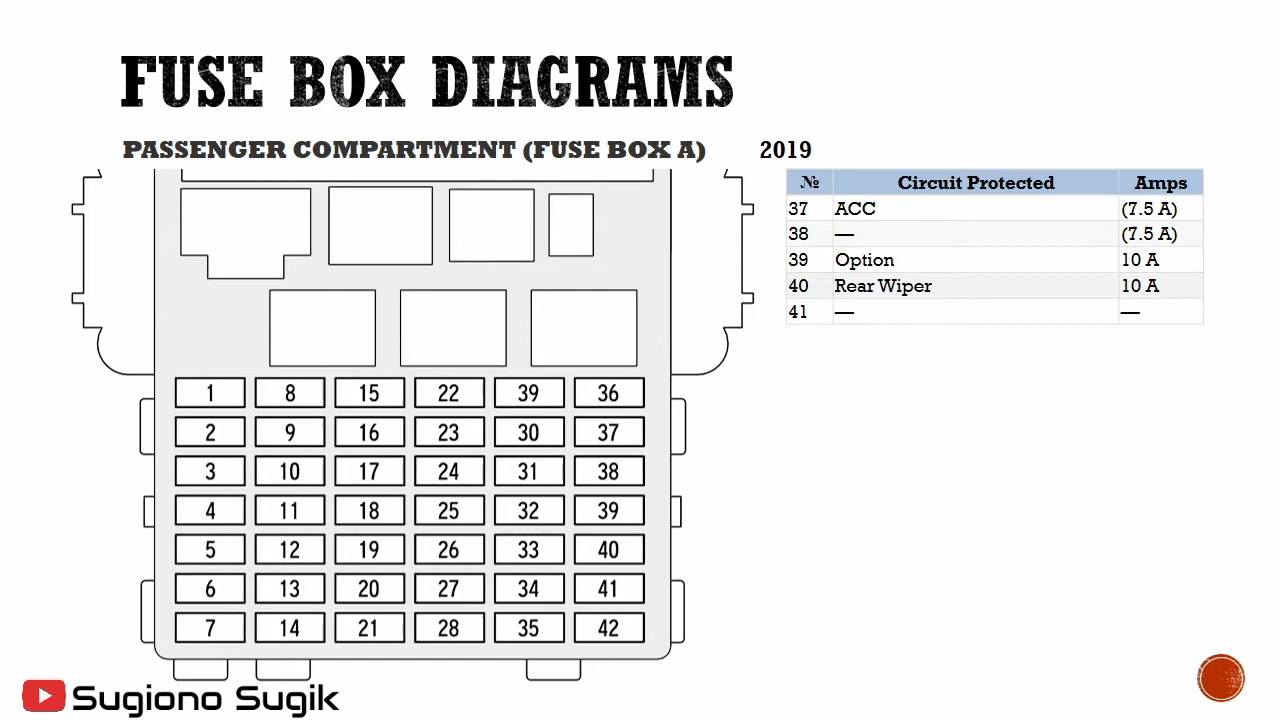 FUSE BOX DIAGRAMS
PASSENGER COMPARTMENT (FUSE BOX A) 2019
№ Circuit Protected Amps
37 ACC (7.5 A)
38 — (7.5 A)
39 Option 10 A
40 Rear Wiper 10 A
41 — —
1 8 15 22 39 36
2 9 16 23 30 37
3 10 17 24 31 38
4 11 18 25 32 39
5 12 19 26 33 40
6 13 20 27 34 41
7 14 21 28 35 42
Sugiono Sugik